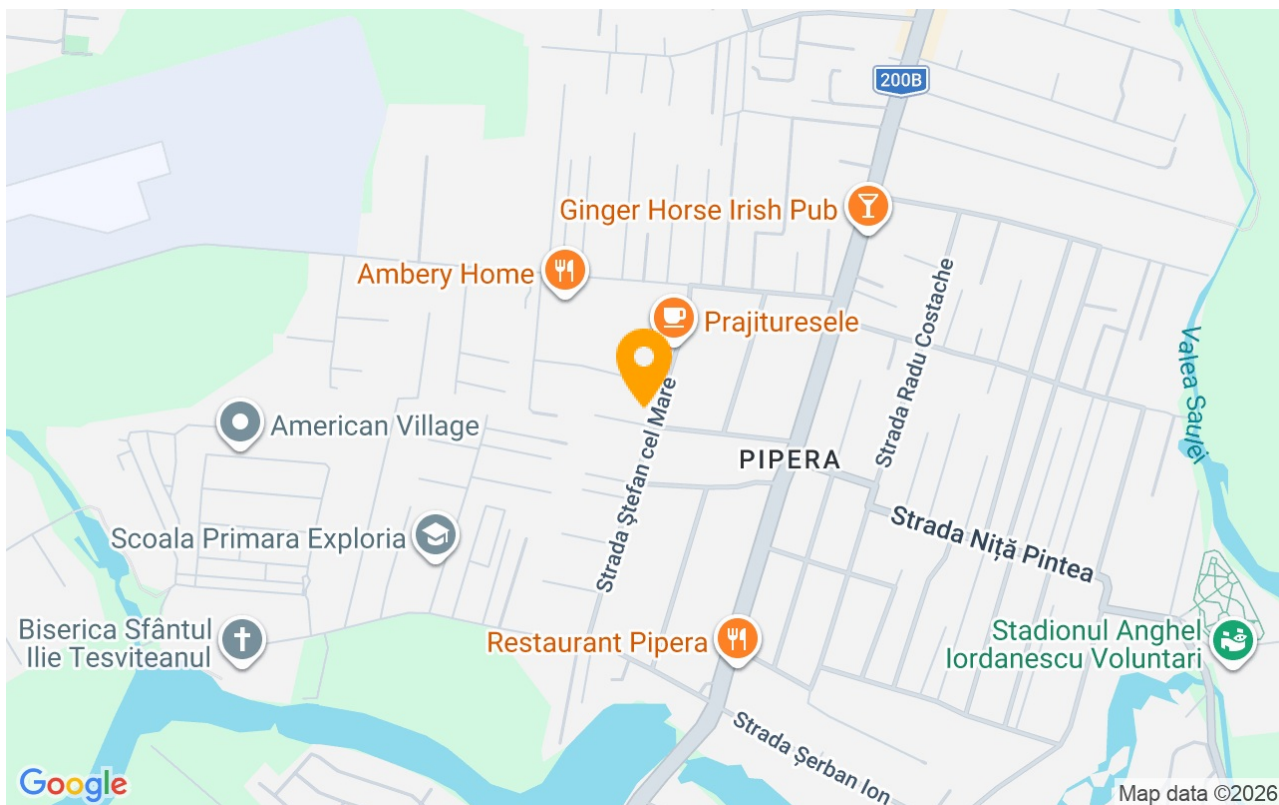 200B
Ginger Horse Irish Pub
Ambery Home
Prajituresele
Strada Radu Costache
Valea Saulei
Strada Ștefan cel Mare
American Village
PIPERA
Strada Niță Pintea
Scoala Primara Exploria
Biserica Sfântul
Ilie Tesviteanul
Restaurant Pipera
Stadionul Anghel
Iordanescu Voluntari
Strada Șerban Ion
Google
Map data ©2026